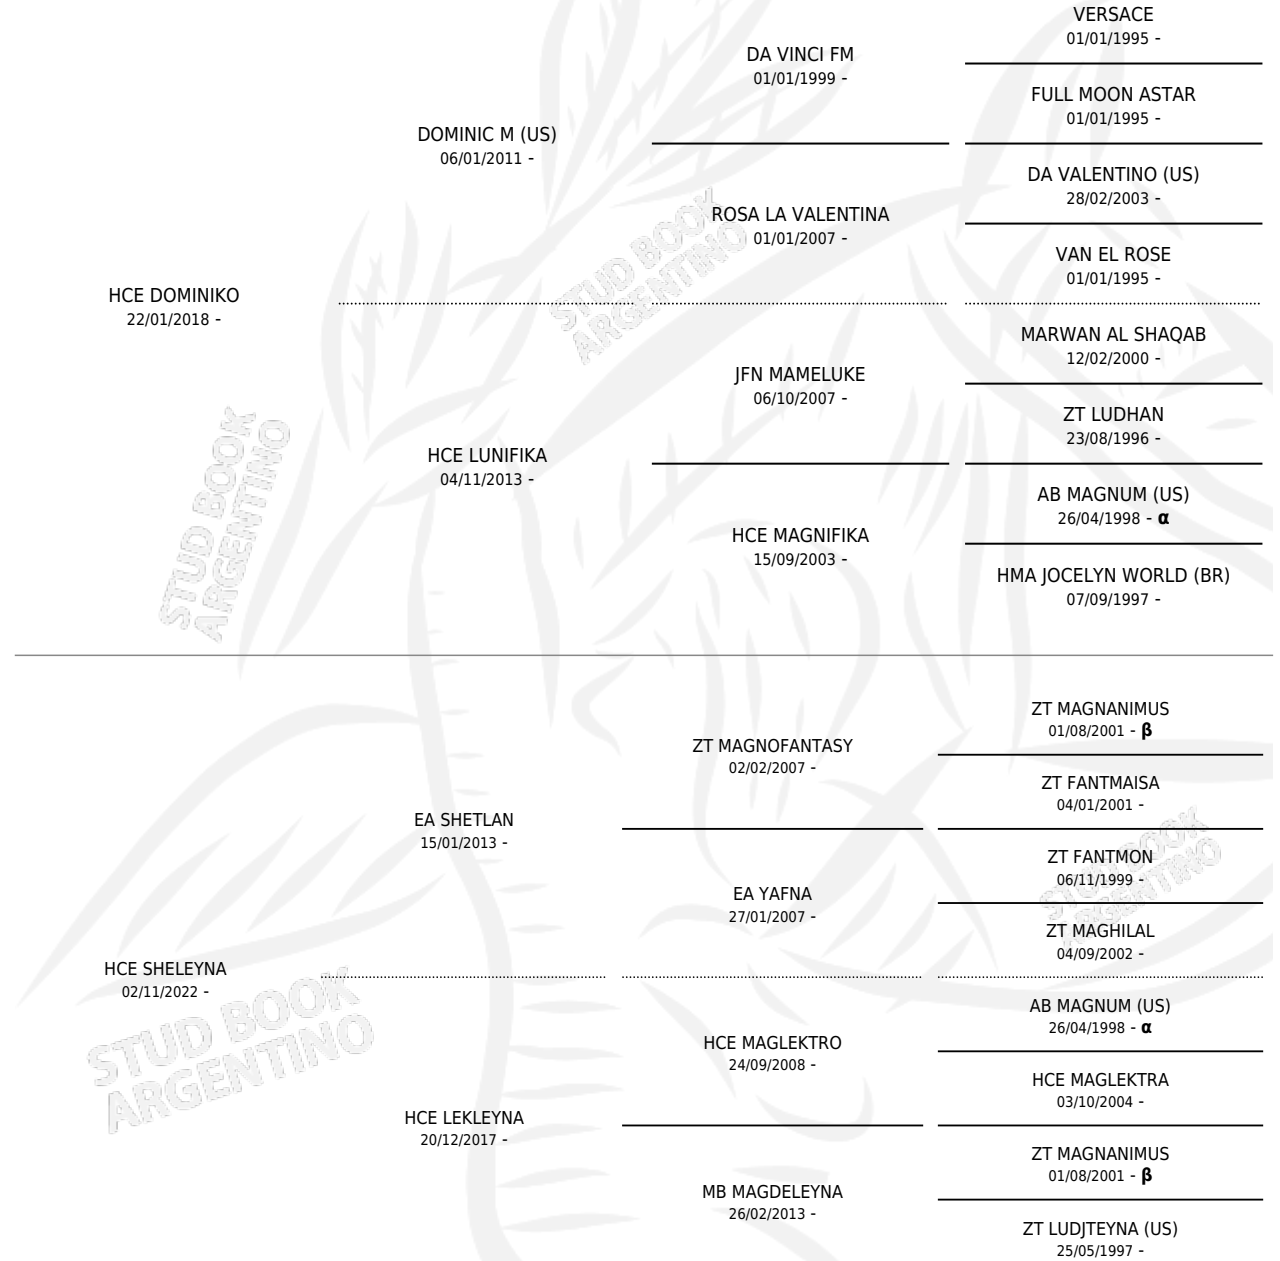 VERSACE
01/01/1995 -
DA VINCI FM
01/01/1999 -
FULL MOON ASTAR
01/01/1995 -
DOMINIC M (US)
06/01/2011 -
DA VALENTINO (US)
28/02/2003 -
ROSA LA VALENTINA
01/01/2007 -
VAN EL ROSE
01/01/1995 -
HCE DOMINIKO
22/01/2018 -
MARWAN AL SHAQAB
12/02/2000 -
JFN MAMELUKE
06/10/2007 -
ZT LUDHAN
23/08/1996 -
HCE LUNIFIKA
04/11/2013 -
AB MAGNUM (US)
26/04/1998 - α
HCE MAGNIFIKA
15/09/2003 -
HMA JOCELYN WORLD (BR)
07/09/1997 -
ZT MAGNANIMUS
01/08/2001 - β
ZT MAGNOFANTASY
02/02/2007 -
ZT FANTMAISA
04/01/2001 -
EA SHETLAN
15/01/2013 -
ZT FANTMON
06/11/1999 -
EA YAFNA
27/01/2007 -
ZT MAGHILAL
04/09/2002 -
HCE SHELEYNA
02/11/2022 -
AB MAGNUM (US)
26/04/1998 - α
HCE MAGLEKTRO
24/09/2008 -
HCE MAGLEKTRA
03/10/2004 -
HCE LEKLEYNA
20/12/2017 -
ZT MAGNANIMUS
01/08/2001 - β
MB MAGDELEYNA
26/02/2013 -
ZT LUDJTEYNA (US)
25/05/1997 -
STUD BOOK
ARGENTINO
STUD BOOK
ARGENTINO
STUD BOOK
ARGENTINO
STUD BOOK
ARGENTINO